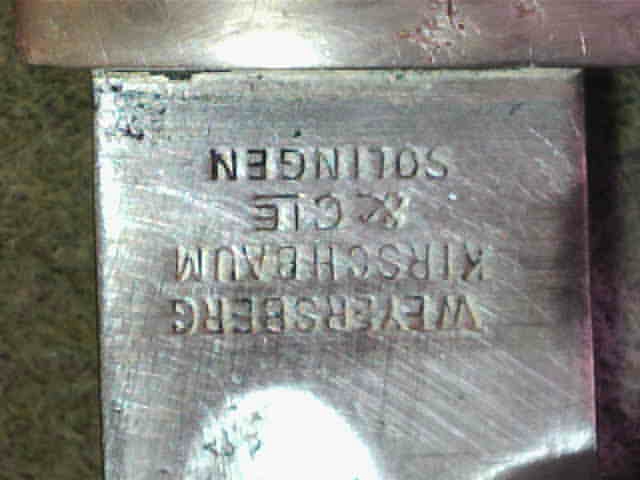 WEYERSBERG
KIRSCHBAUM
& CIE
SOLINGEN